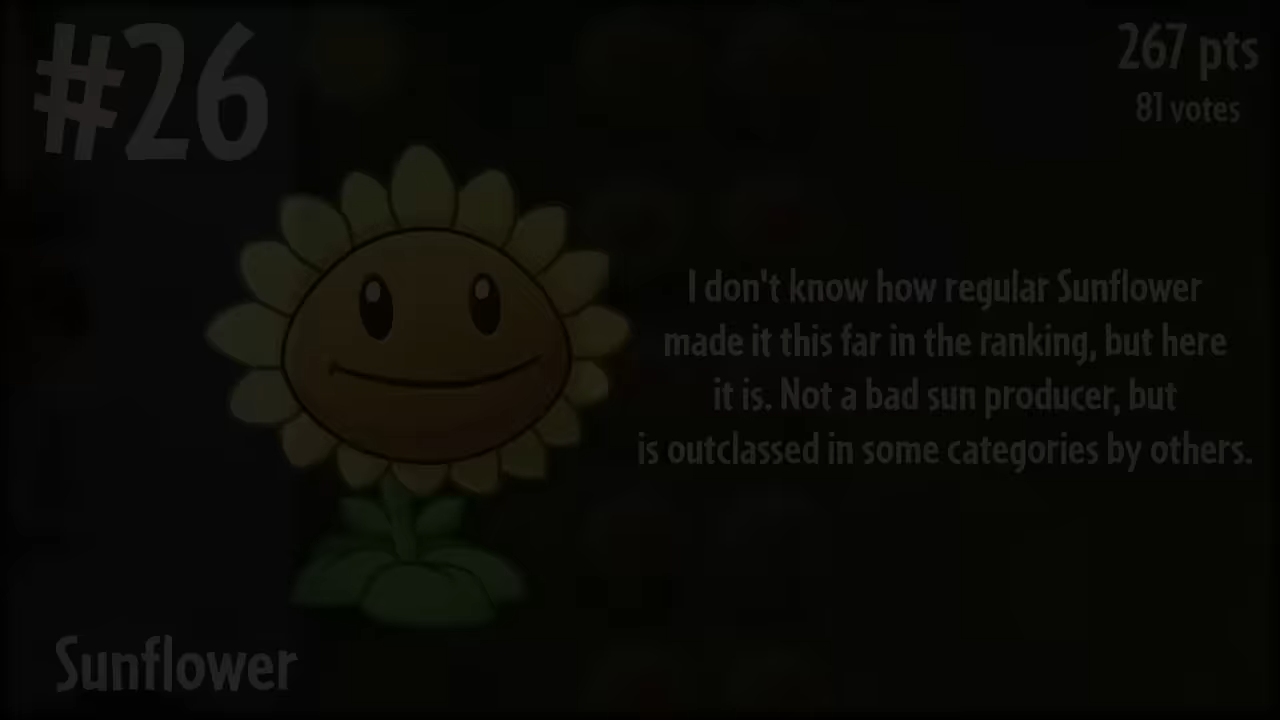 #26
267 pts
81 votes
I don't know how regular Sunflower
made it this far in the ranking, but here
it is. Not a bad sun producer, but
is outclassed in some categories by others.
Sunflower